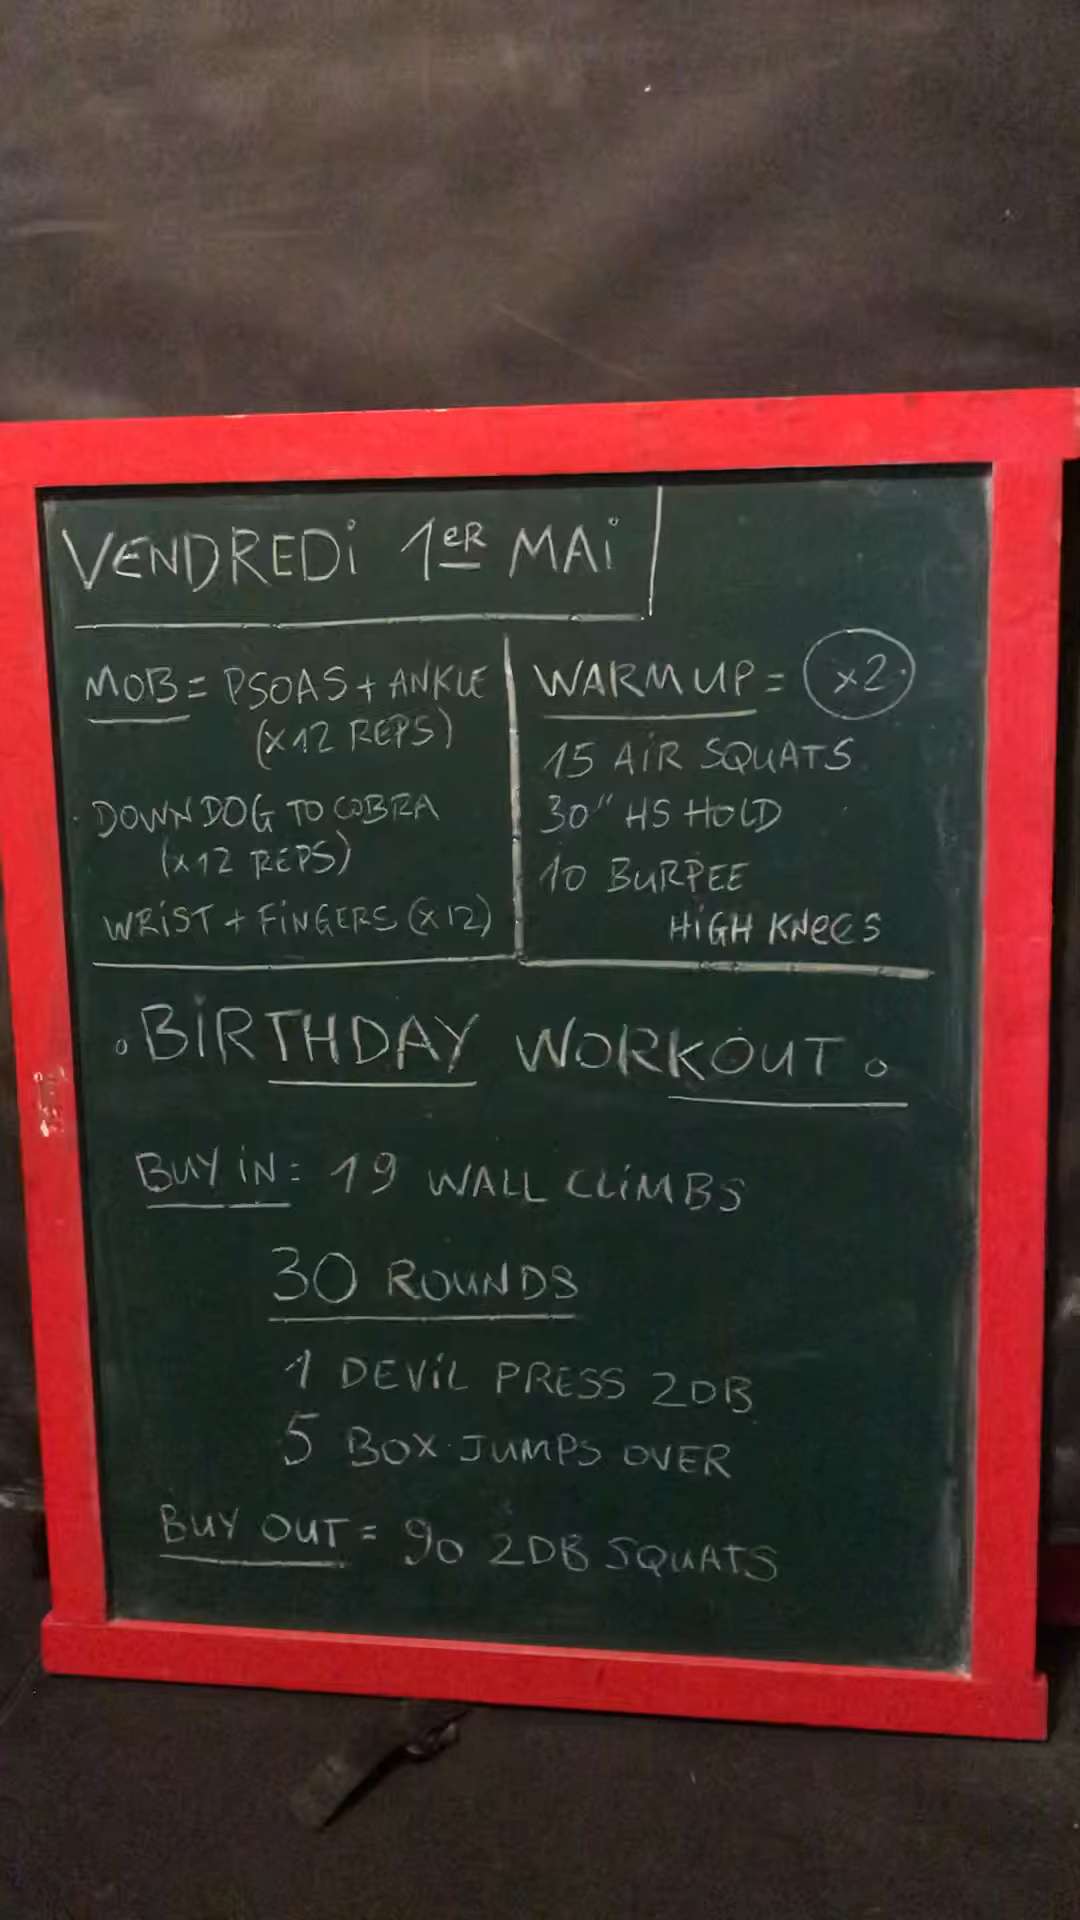 VENDREDi 1ER MAi
MOB = PSOAS + ANKLE
(x12 REPS)
DOWN DOG TO COBRA
(x12 REPS)
WRiST + FiNGERS (x12)
WARM UP = x2
15 AiR SQUATS
30" HS HOLD
10 BURPEE
HiGH KNEES
BiRTHDAY WORKOUT
BUY iN = 19 WALL CLiMBS
30 ROUNDS
1 DEViL PRESS 2DB
5 BOX JUMPS OVER
BUY OUT = 90 2DB SQUATS